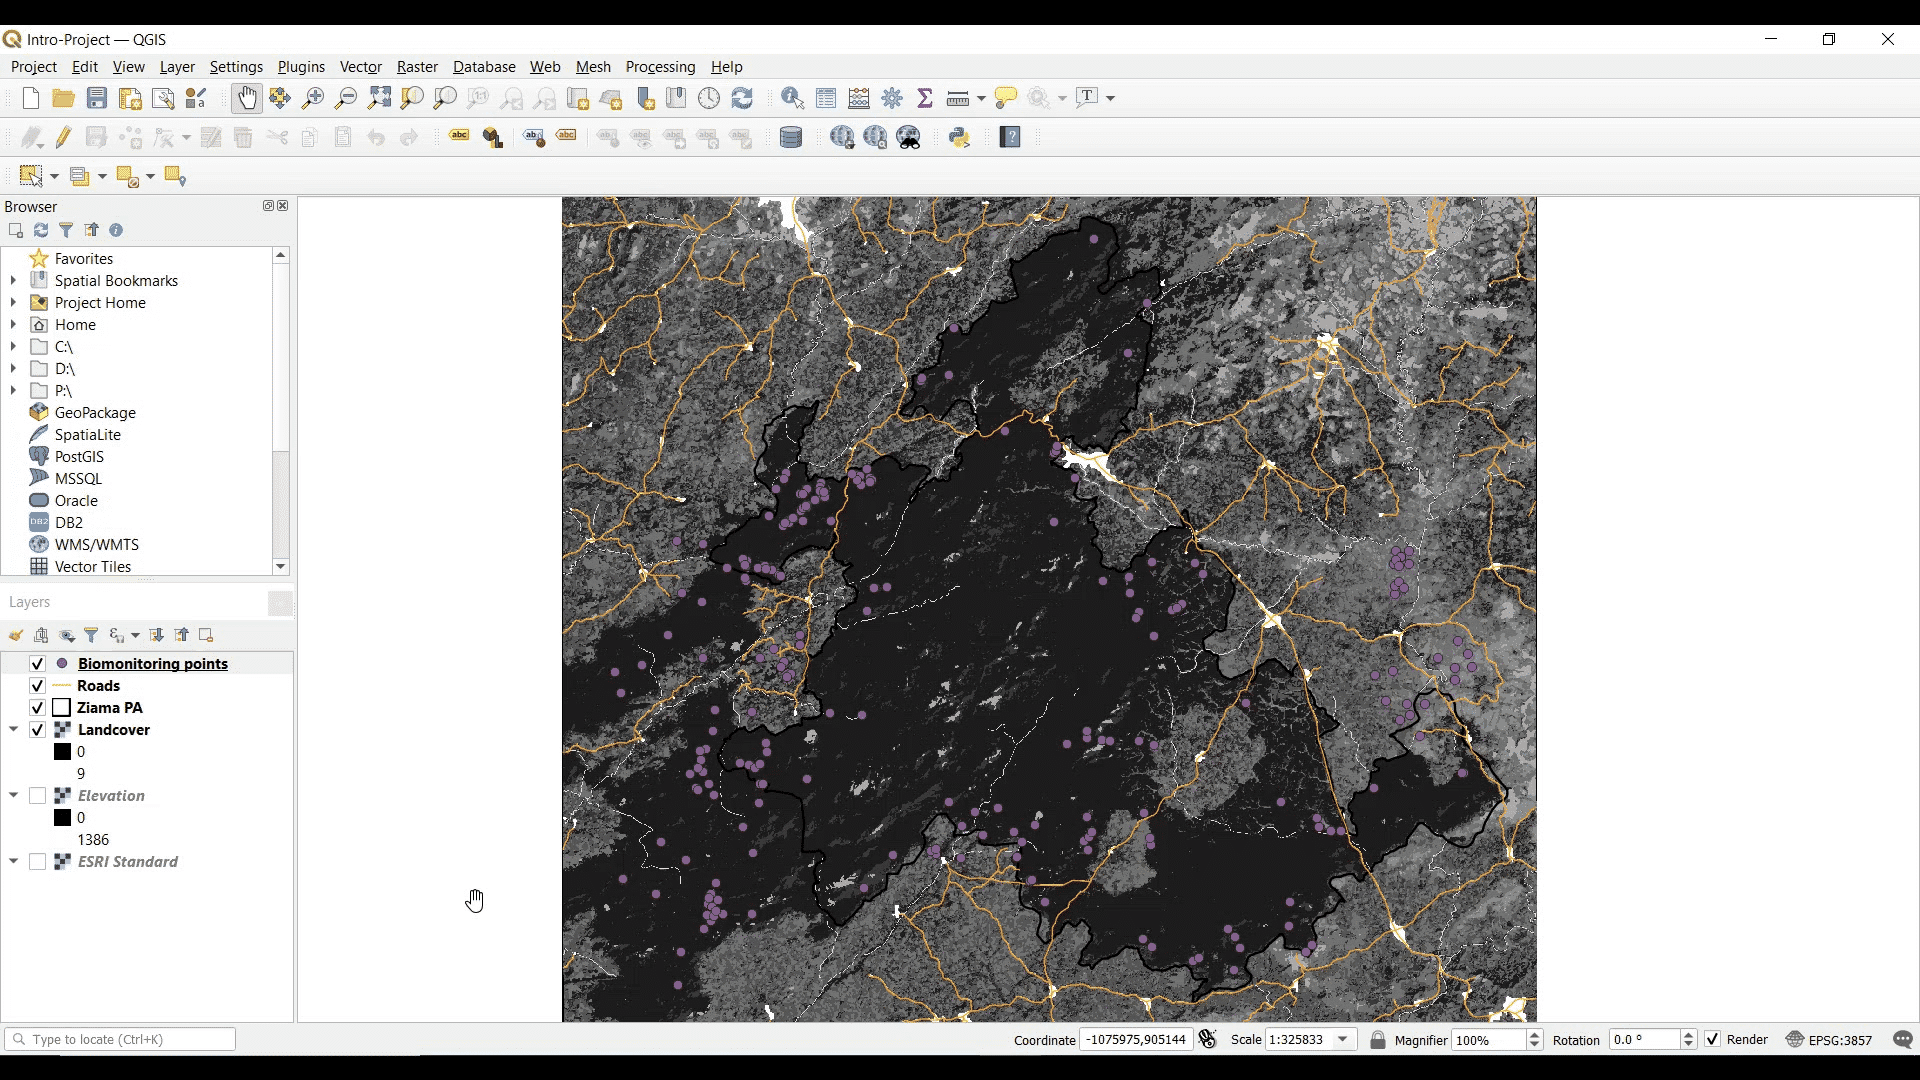 Intro-Project — QGIS
Project Edit View Layer Settings Plugins Vector Raster Database Web Mesh Processing Help
Browser
Favorites
Spatial Bookmarks
Project Home
Home
C:\
D:\
P:\
GeoPackage
SpatiaLite
PostGIS
MSSQL
Oracle
DB2
WMS/WMTS
Vector Tiles
Layers
Biomonitoring points
Roads
Ziama PA
Landcover
0
9
Elevation
0
1386
ESRI Standard
Type to locate (Ctrl+K) Coordinate -1075975,905144 Scale 1:325833 Magnifier 100% Rotation 0.0 ° Render EPSG:3857